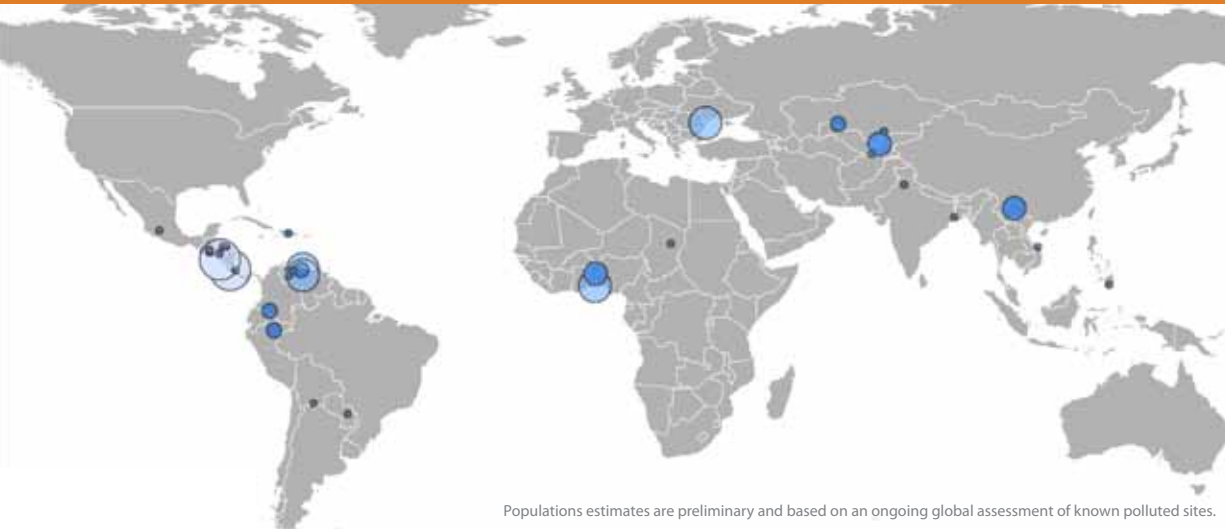 Populations estimates are preliminary and based on an ongoing global assessment of known polluted sites.